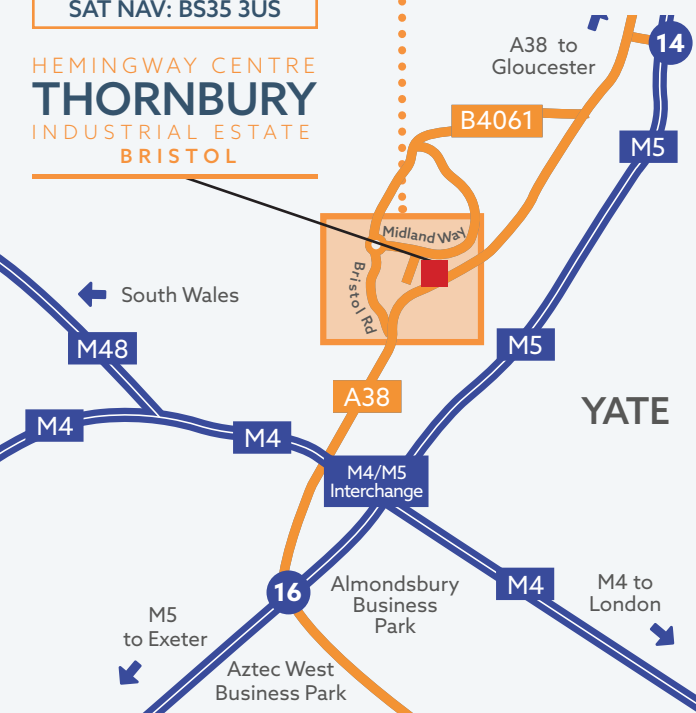 SAT NAV: BS35 3US
HEMINGWAY CENTRE
THORNBURY
INDUSTRIAL ESTATE
BRISTOL
A38 to
Gloucester
14
B4061
M5
Midland Way
Bristol Rd
South Wales
M48
M5
A38
YATE
M4
M4
M4/M5
Interchange
16
Almondsbury
Business
Park
M4
M4 to
London
M5
to Exeter
Aztec West
Business Park